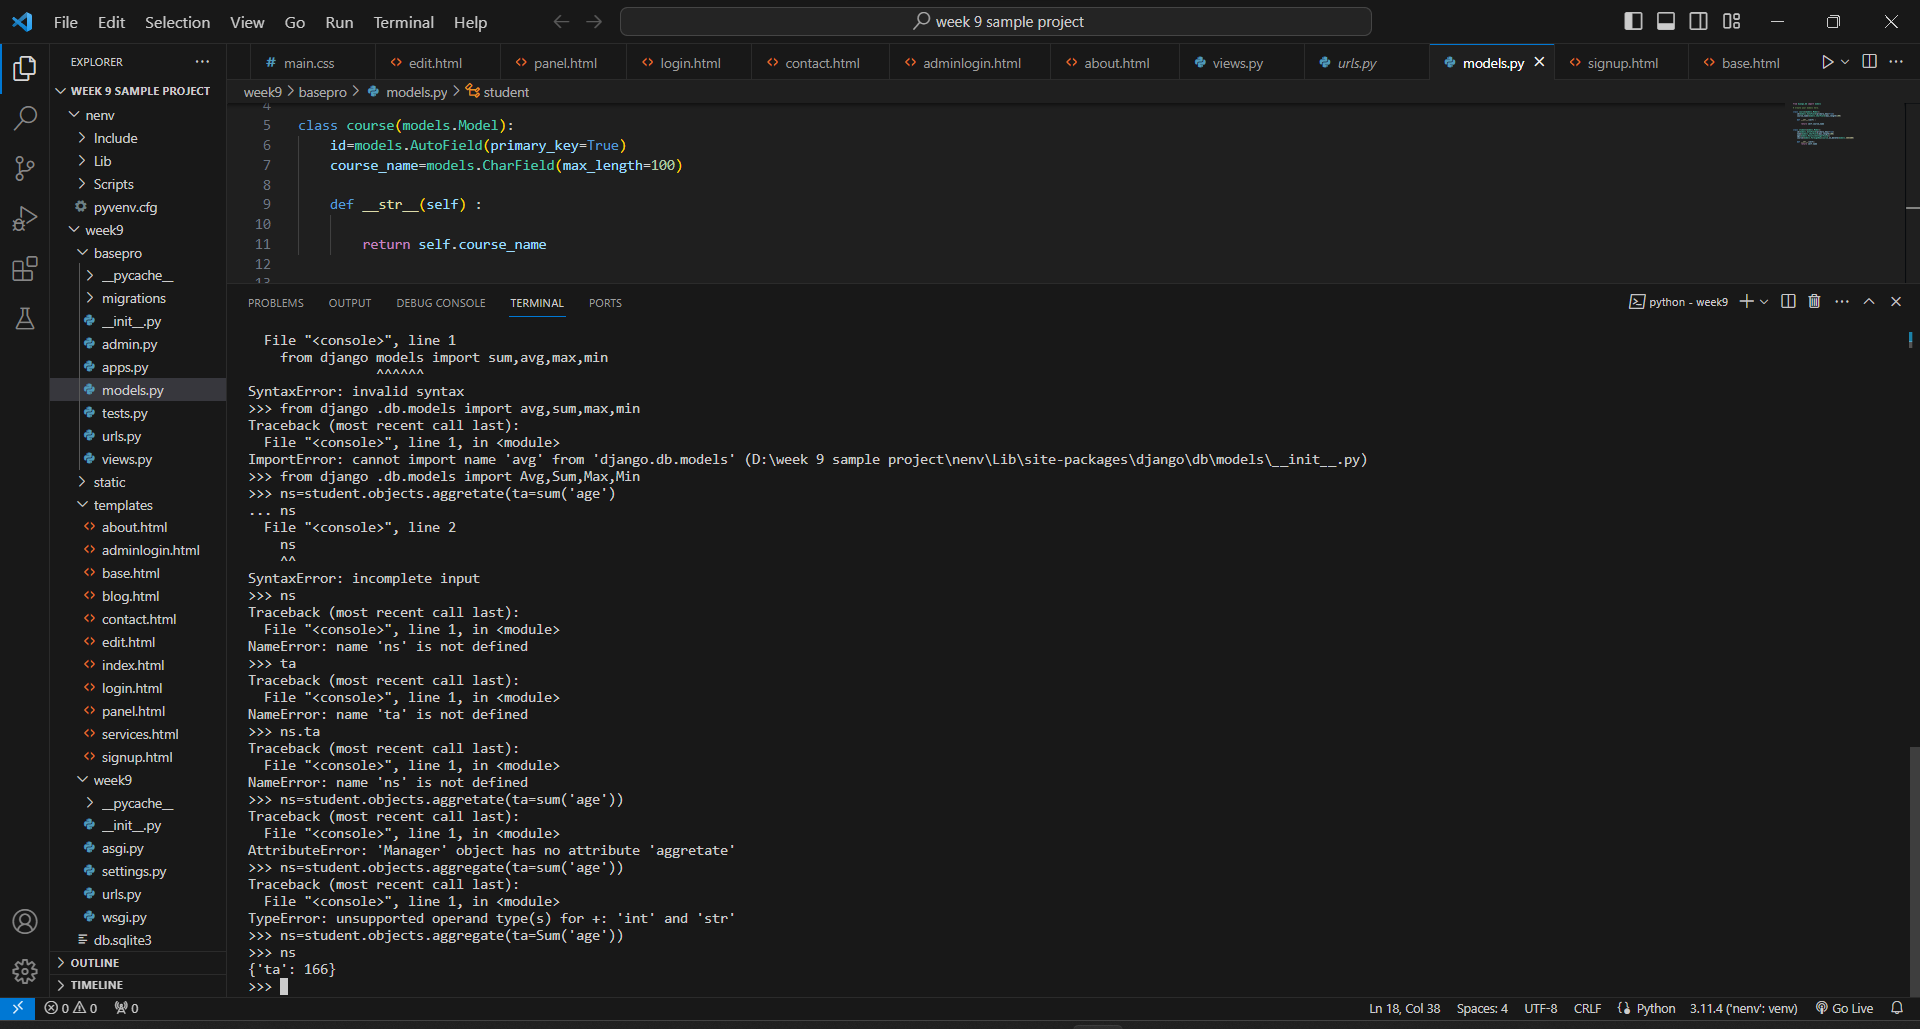 File Edit Selection View Go Run Terminal Help week 9 sample project
EXPLORER
main.css edit.html panel.html login.html contact.html adminlogin.html about.html views.py urls.py models.py signup.html base.html
WEEK 9 SAMPLE PROJECT
week9 > basepro > models.py > student
nenv
Include
Lib
Scripts
pyvenv.cfg
week9
basepro
__pycache__
migrations
__init__.py
admin.py
apps.py
models.py
tests.py
urls.py
views.py
static
templates
about.html
adminlogin.html
base.html
blog.html
contact.html
edit.html
index.html
login.html
panel.html
services.html
signup.html
week9
__pycache__
__init__.py
asgi.py
settings.py
urls.py
wsgi.py
db.sqlite3
OUTLINE
TIMELINE
4
5 class course(models.Model):
6     id=models.AutoField(primary_key=True)
7     course_name=models.CharField(max_length=100)
8
9     def __str__(self) :
10
11         return self.course_name
12
13
PROBLEMS OUTPUT DEBUG CONSOLE TERMINAL PORTS
python - week9
  File "<console>", line 1
    from django models import sum,avg,max,min
                ^^^^^^
SyntaxError: invalid syntax
>>> from django .db.models import avg,sum,max,min
Traceback (most recent call last):
  File "<console>", line 1, in <module>
ImportError: cannot import name 'avg' from 'django.db.models' (D:\week 9 sample project\nenv\Lib\site-packages\django\db\models\__init__.py)
>>> from django .db.models import Avg,Sum,Max,Min
>>> ns=student.objects.aggretate(ta=sum('age')
... ns
  File "<console>", line 2
    ns
    ^^
SyntaxError: incomplete input
>>> ns
Traceback (most recent call last):
  File "<console>", line 1, in <module>
NameError: name 'ns' is not defined
>>> ta
Traceback (most recent call last):
  File "<console>", line 1, in <module>
NameError: name 'ta' is not defined
>>> ns.ta
Traceback (most recent call last):
  File "<console>", line 1, in <module>
NameError: name 'ns' is not defined
>>> ns=student.objects.aggretate(ta=sum('age'))
Traceback (most recent call last):
  File "<console>", line 1, in <module>
AttributeError: 'Manager' object has no attribute 'aggretate'
>>> ns=student.objects.aggregate(ta=sum('age'))
Traceback (most recent call last):
  File "<console>", line 1, in <module>
TypeError: unsupported operand type(s) for +: 'int' and 'str'
>>> ns=student.objects.aggregate(ta=Sum('age'))
>>> ns
{'ta': 166}
>>>
0 0 0 Ln 18, Col 38 Spaces: 4 UTF-8 CRLF Python 3.11.4 ('nenv': venv) Go Live